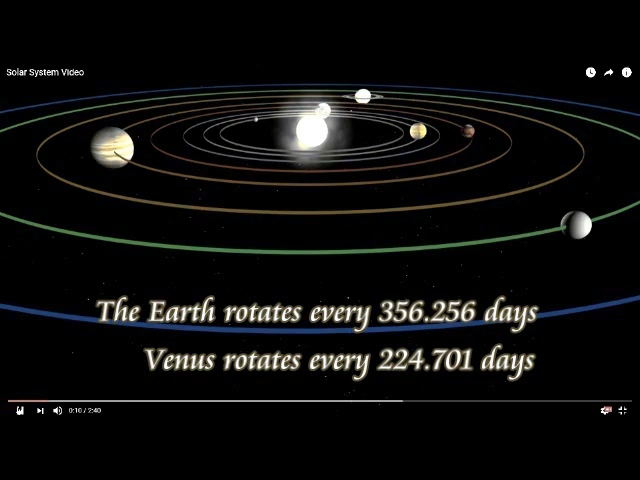 Solar System Video
The Earth rotates every 356.256 days
Venus rotates every 224.701 days
0:10 / 2:40